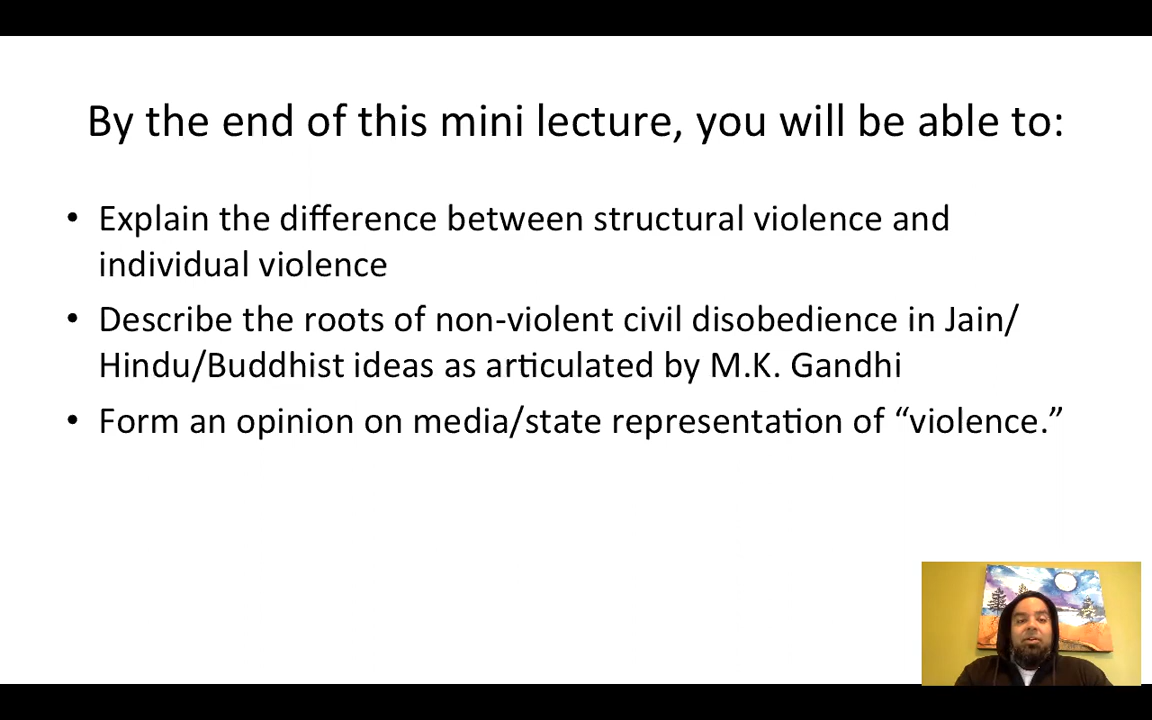 By the end of this mini lecture, you will be able to:
• Explain the difference between structural violence and
individual violence
• Describe the roots of non-violent civil disobedience in Jain/
Hindu/Buddhist ideas as articulated by M.K. Gandhi
• Form an opinion on media/state representation of “violence.”